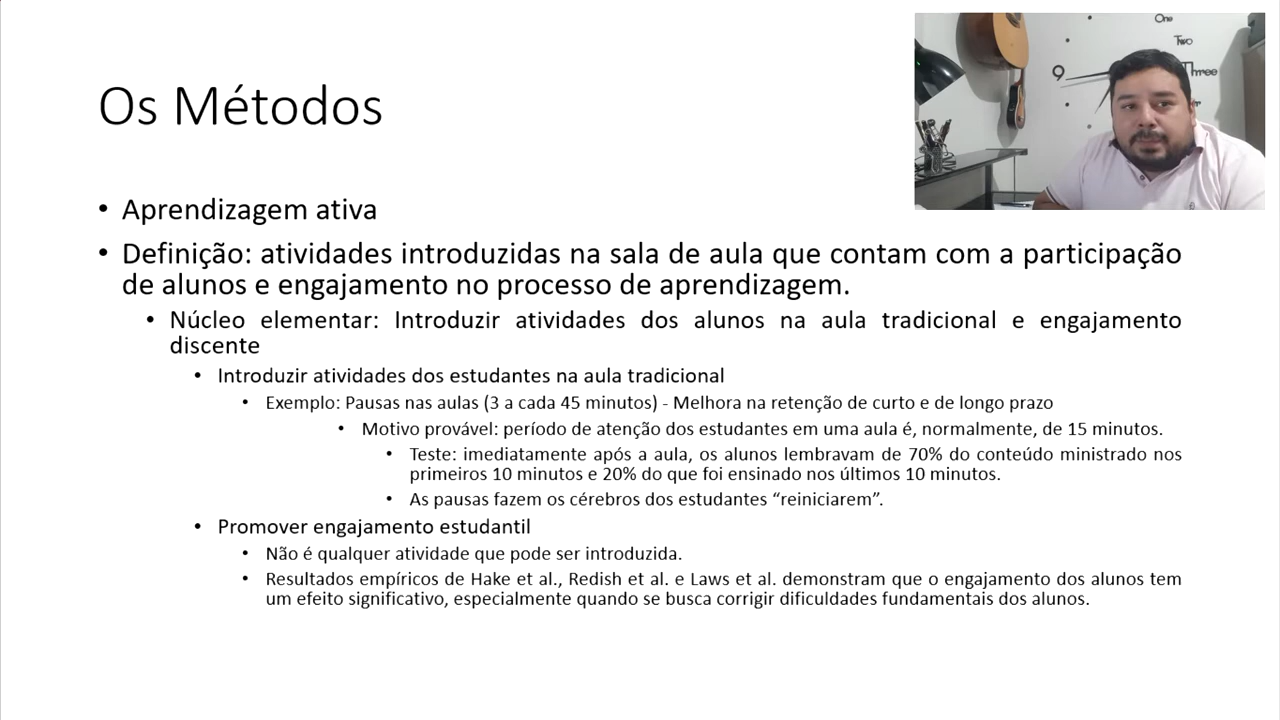 One
Two
9
Three
Os Métodos
• Aprendizagem ativa
• Definição: atividades introduzidas na sala de aula que contam com a participação
de alunos e engajamento no processo de aprendizagem.
• Núcleo elementar: Introduzir atividades dos alunos na aula tradicional e engajamento
discente
• Introduzir atividades dos estudantes na aula tradicional
• Exemplo: Pausas nas aulas (3 a cada 45 minutos) - Melhora na retenção de curto e de longo prazo
• Motivo provável: período de atenção dos estudantes em uma aula é, normalmente, de 15 minutos.
• Teste: imediatamente após a aula, os alunos lembravam de 70% do conteúdo ministrado nos
primeiros 10 minutos e 20% do que foi ensinado nos últimos 10 minutos.
• As pausas fazem os cérebros dos estudantes “reiniciarem”.
• Promover engajamento estudantil
• Não é qualquer atividade que pode ser introduzida.
• Resultados empíricos de Hake et al., Redish et al. e Laws et al. demonstram que o engajamento dos alunos tem
um efeito significativo, especialmente quando se busca corrigir dificuldades fundamentais dos alunos.